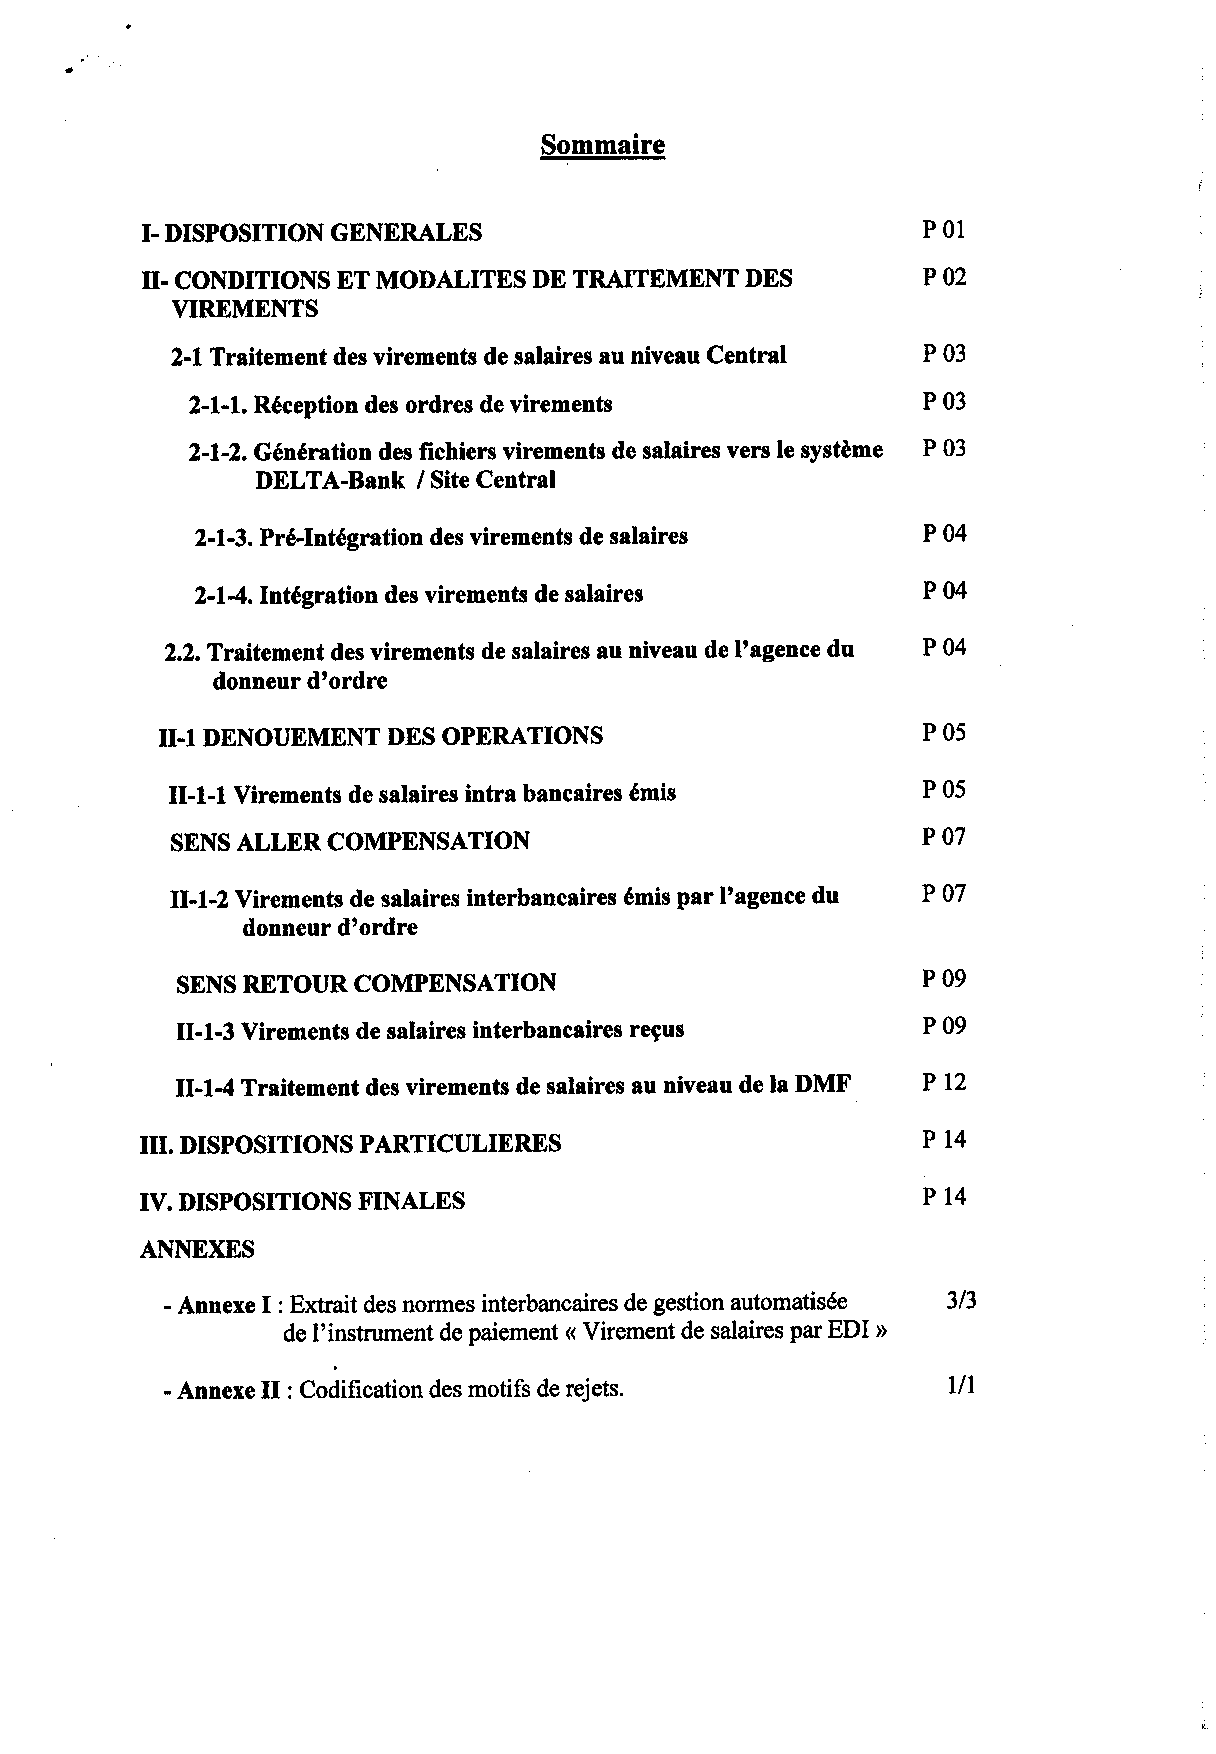 Sommaire
I- DISPOSITION GENERALES P 01
II- CONDITIONS ET MODALITES DE TRAITEMENT DES P 02
VIREMENTS
2-1 Traitement des virements de salaires au niveau Central P 03
2-1-1. Réception des ordres de virements P 03
2-1-2. Génération des fichiers virements de salaires vers le système P 03
DELTA-Bank / Site Central
2-1-3. Pré-Intégration des virements de salaires P 04
2-1-4. Intégration des virements de salaires P 04
2.2. Traitement des virements de salaires au niveau de l'agence du P 04
donneur d'ordre
II-1 DENOUEMENT DES OPERATIONS P 05
II-1-1 Virements de salaires intra bancaires émis P 05
SENS ALLER COMPENSATION P 07
II-1-2 Virements de salaires interbancaires émis par l'agence du P 07
donneur d'ordre
SENS RETOUR COMPENSATION P 09
II-1-3 Virements de salaires interbancaires reçus P 09
II-1-4 Traitement des virements de salaires au niveau de la DMF P 12
III. DISPOSITIONS PARTICULIERES P 14
IV. DISPOSITIONS FINALES P 14
ANNEXES
- Annexe I : Extrait des normes interbancaires de gestion automatisée 3/3
de l'instrument de paiement « Virement de salaires par EDI »
- Annexe II : Codification des motifs de rejets. 1/1